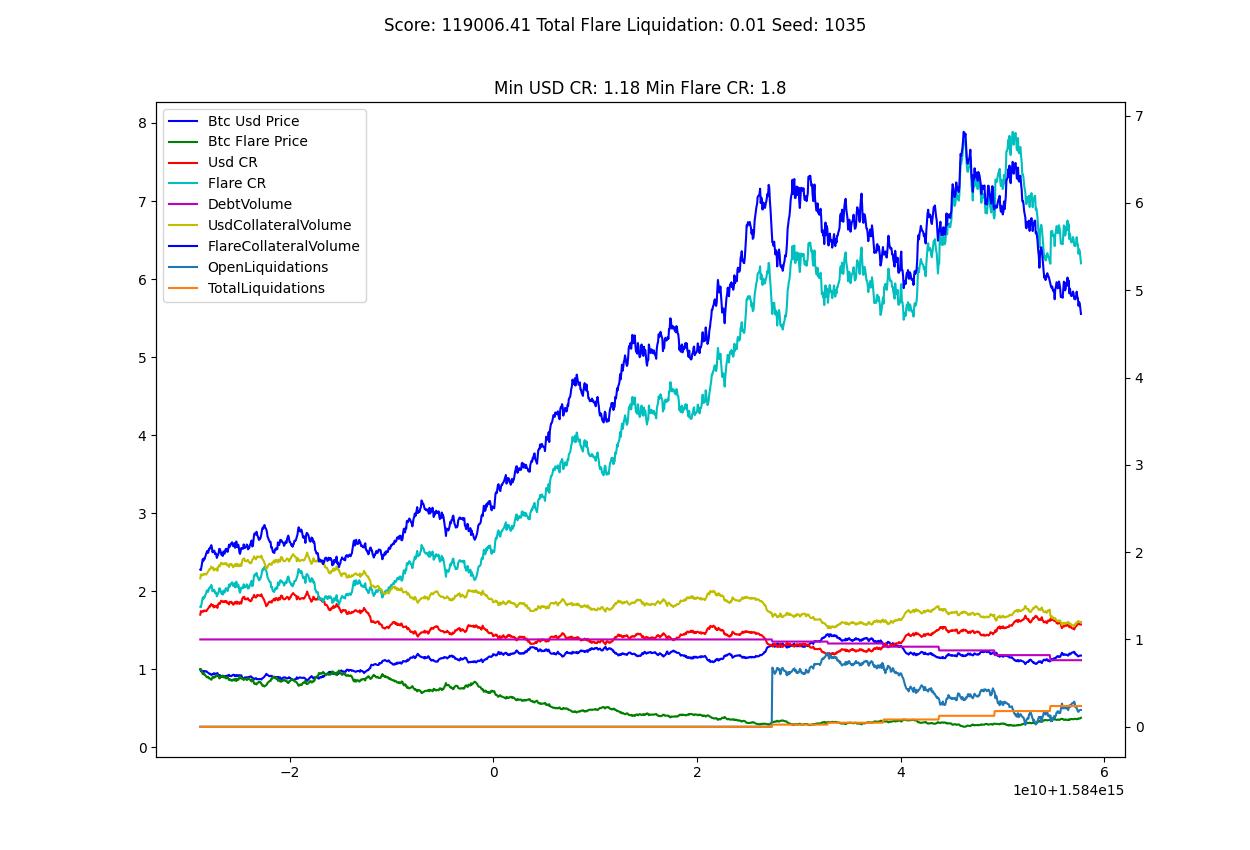 Score: 119006.41 Total Flare Liquidation: 0.01 Seed: 1035
Min USD CR: 1.18 Min Flare CR: 1.8
Btc Usd Price
Btc Flare Price
Usd CR
Flare CR
DebtVolume
UsdCollateralVolume
FlareCollateralVolume
OpenLiquidations
TotalLiquidations
8
7
6
5
4
3
2
1
0
7
6
5
4
3
2
1
0
−2
0
2
4
6
1e10+1.584e15